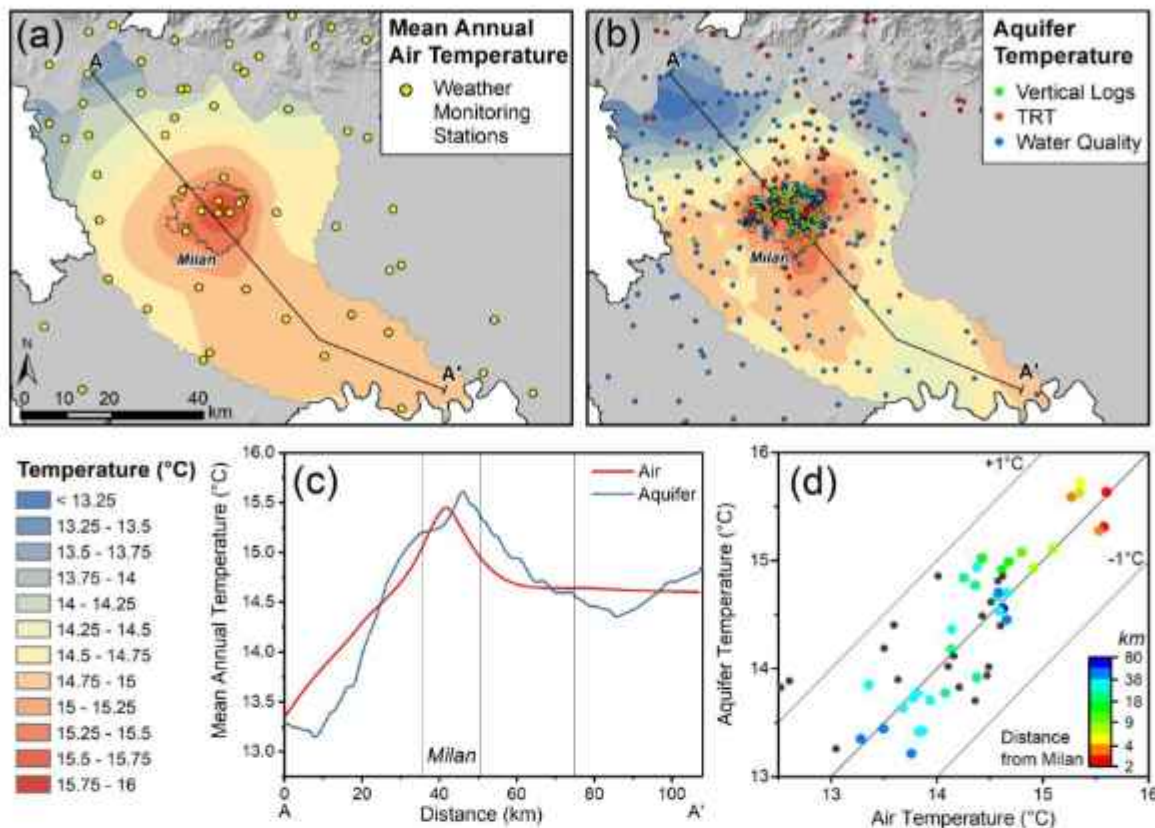 (a)
Mean Annual
Air Temperature
Weather
Monitoring
Stations
A
Milan
A'
N
0 10 20 40
km
(b)
Aquifer
Temperature
Vertical Logs
TRT
Water Quality
A
Milan
A'
Temperature (°C)
< 13.25
13.25 - 13.5
13.5 - 13.75
13.75 - 14
14 - 14.25
14.25 - 14.5
14.5 - 14.75
14.75 - 15
15 - 15.25
15.25 - 15.5
15.5 - 15.75
15.75 - 16
(c)
Air
Aquifer
Mean Annual Temperature (°C)
16.0
15.5
15.0
14.5
14.0
13.5
13.0
Milan
0 20 40 60 80 100
A Distance (km) A'
(d)
+1°C
-1°C
Aquifer Temperature (°C)
16
15
14
13
km
80
38
18
9
4
2
Distance
from Milan
13 14 15 16
Air Temperature (°C)